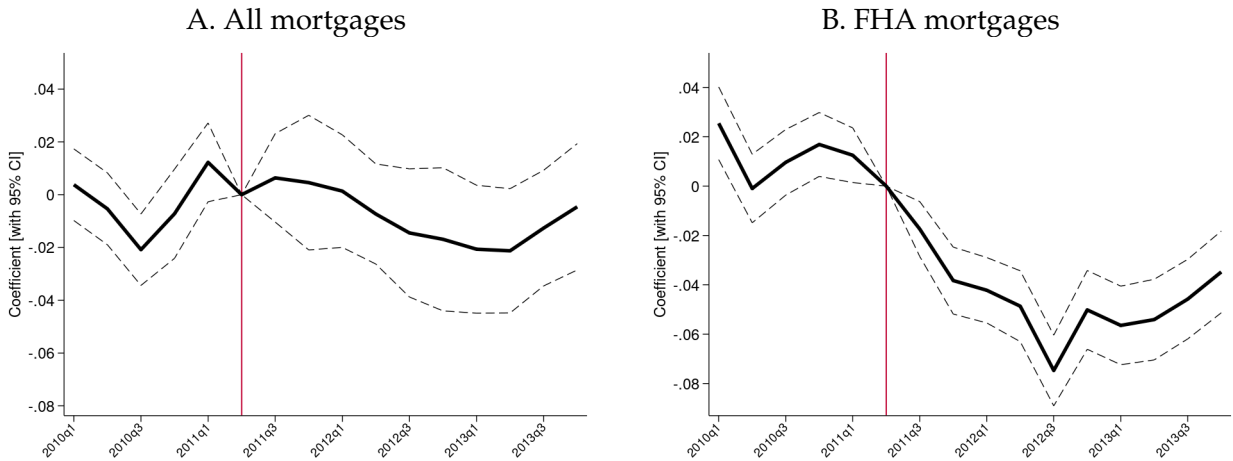 A. All mortgages
Coefficient [with 95% CI]
.04
.02
0
-.02
-.04
-.06
-.08
2010q1
2010q3
2011q1
2011q3
2012q1
2012q3
2013q1
2013q3
B. FHA mortgages
Coefficient [with 95% CI]
.04
.02
0
-.02
-.04
-.06
-.08
2010q1
2010q3
2011q1
2011q3
2012q1
2012q3
2013q1
2013q3